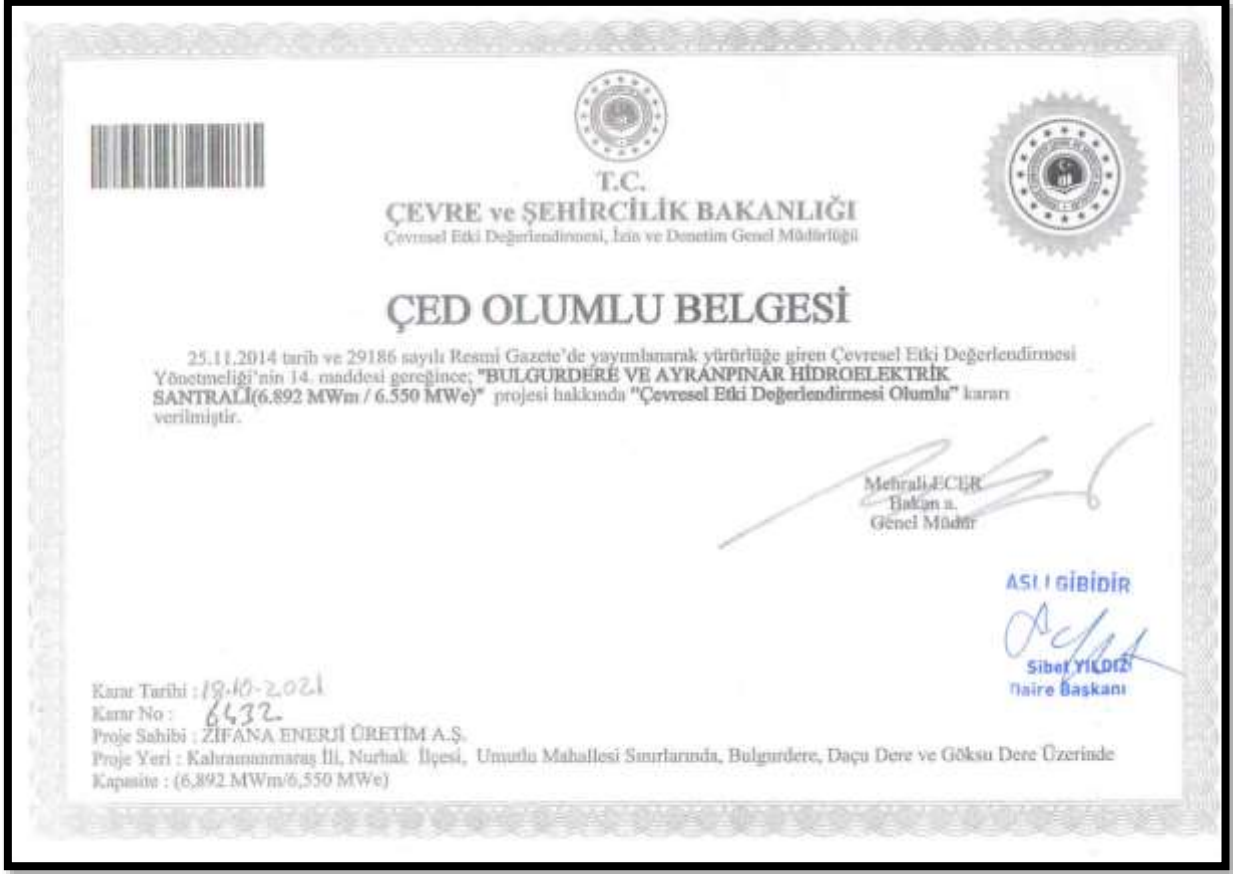 T.C.
ÇEVRE ve ŞEHİRCİLİK BAKANLIĞI
Çevresel Etki Değerlendirmesi, İzin ve Denetim Genel Müdürlüğü
ÇED OLUMLU BELGESİ
25.11.2014 tarih ve 29186 sayılı Resmi Gazete'de yayımlanarak yürürlüğe giren Çevresel Etki Değerlendirmesi
Yönetmeliği'nin 14. maddesi gereğince; "BULGURDERE VE AYRANPINAR HİDROELEKTRİK
SANTRALİ(6.892 MWm / 6.550 MWe)" projesi hakkında "Çevresel Etki Değerlendirmesi Olumlu" kararı
verilmiştir.
Mehrali ECER
Bakan a.
Genel Müdür
ASLI GİBİDİR
Sibel YILDIZ
Daire Başkanı
Karar Tarihi : 18-10-2021
Karar No : 6432
Proje Sahibi : ZİFANA ENERJİ ÜRETİM A.Ş.
Proje Yeri : Kahramanmaraş İli, Nurhak İlçesi, Umutlu Mahallesi Sınırlarında, Bulgurdere, Daçu Dere ve Göksu Dere Üzerinde
Kapasite : (6,892 MWm/6,550 MWe)